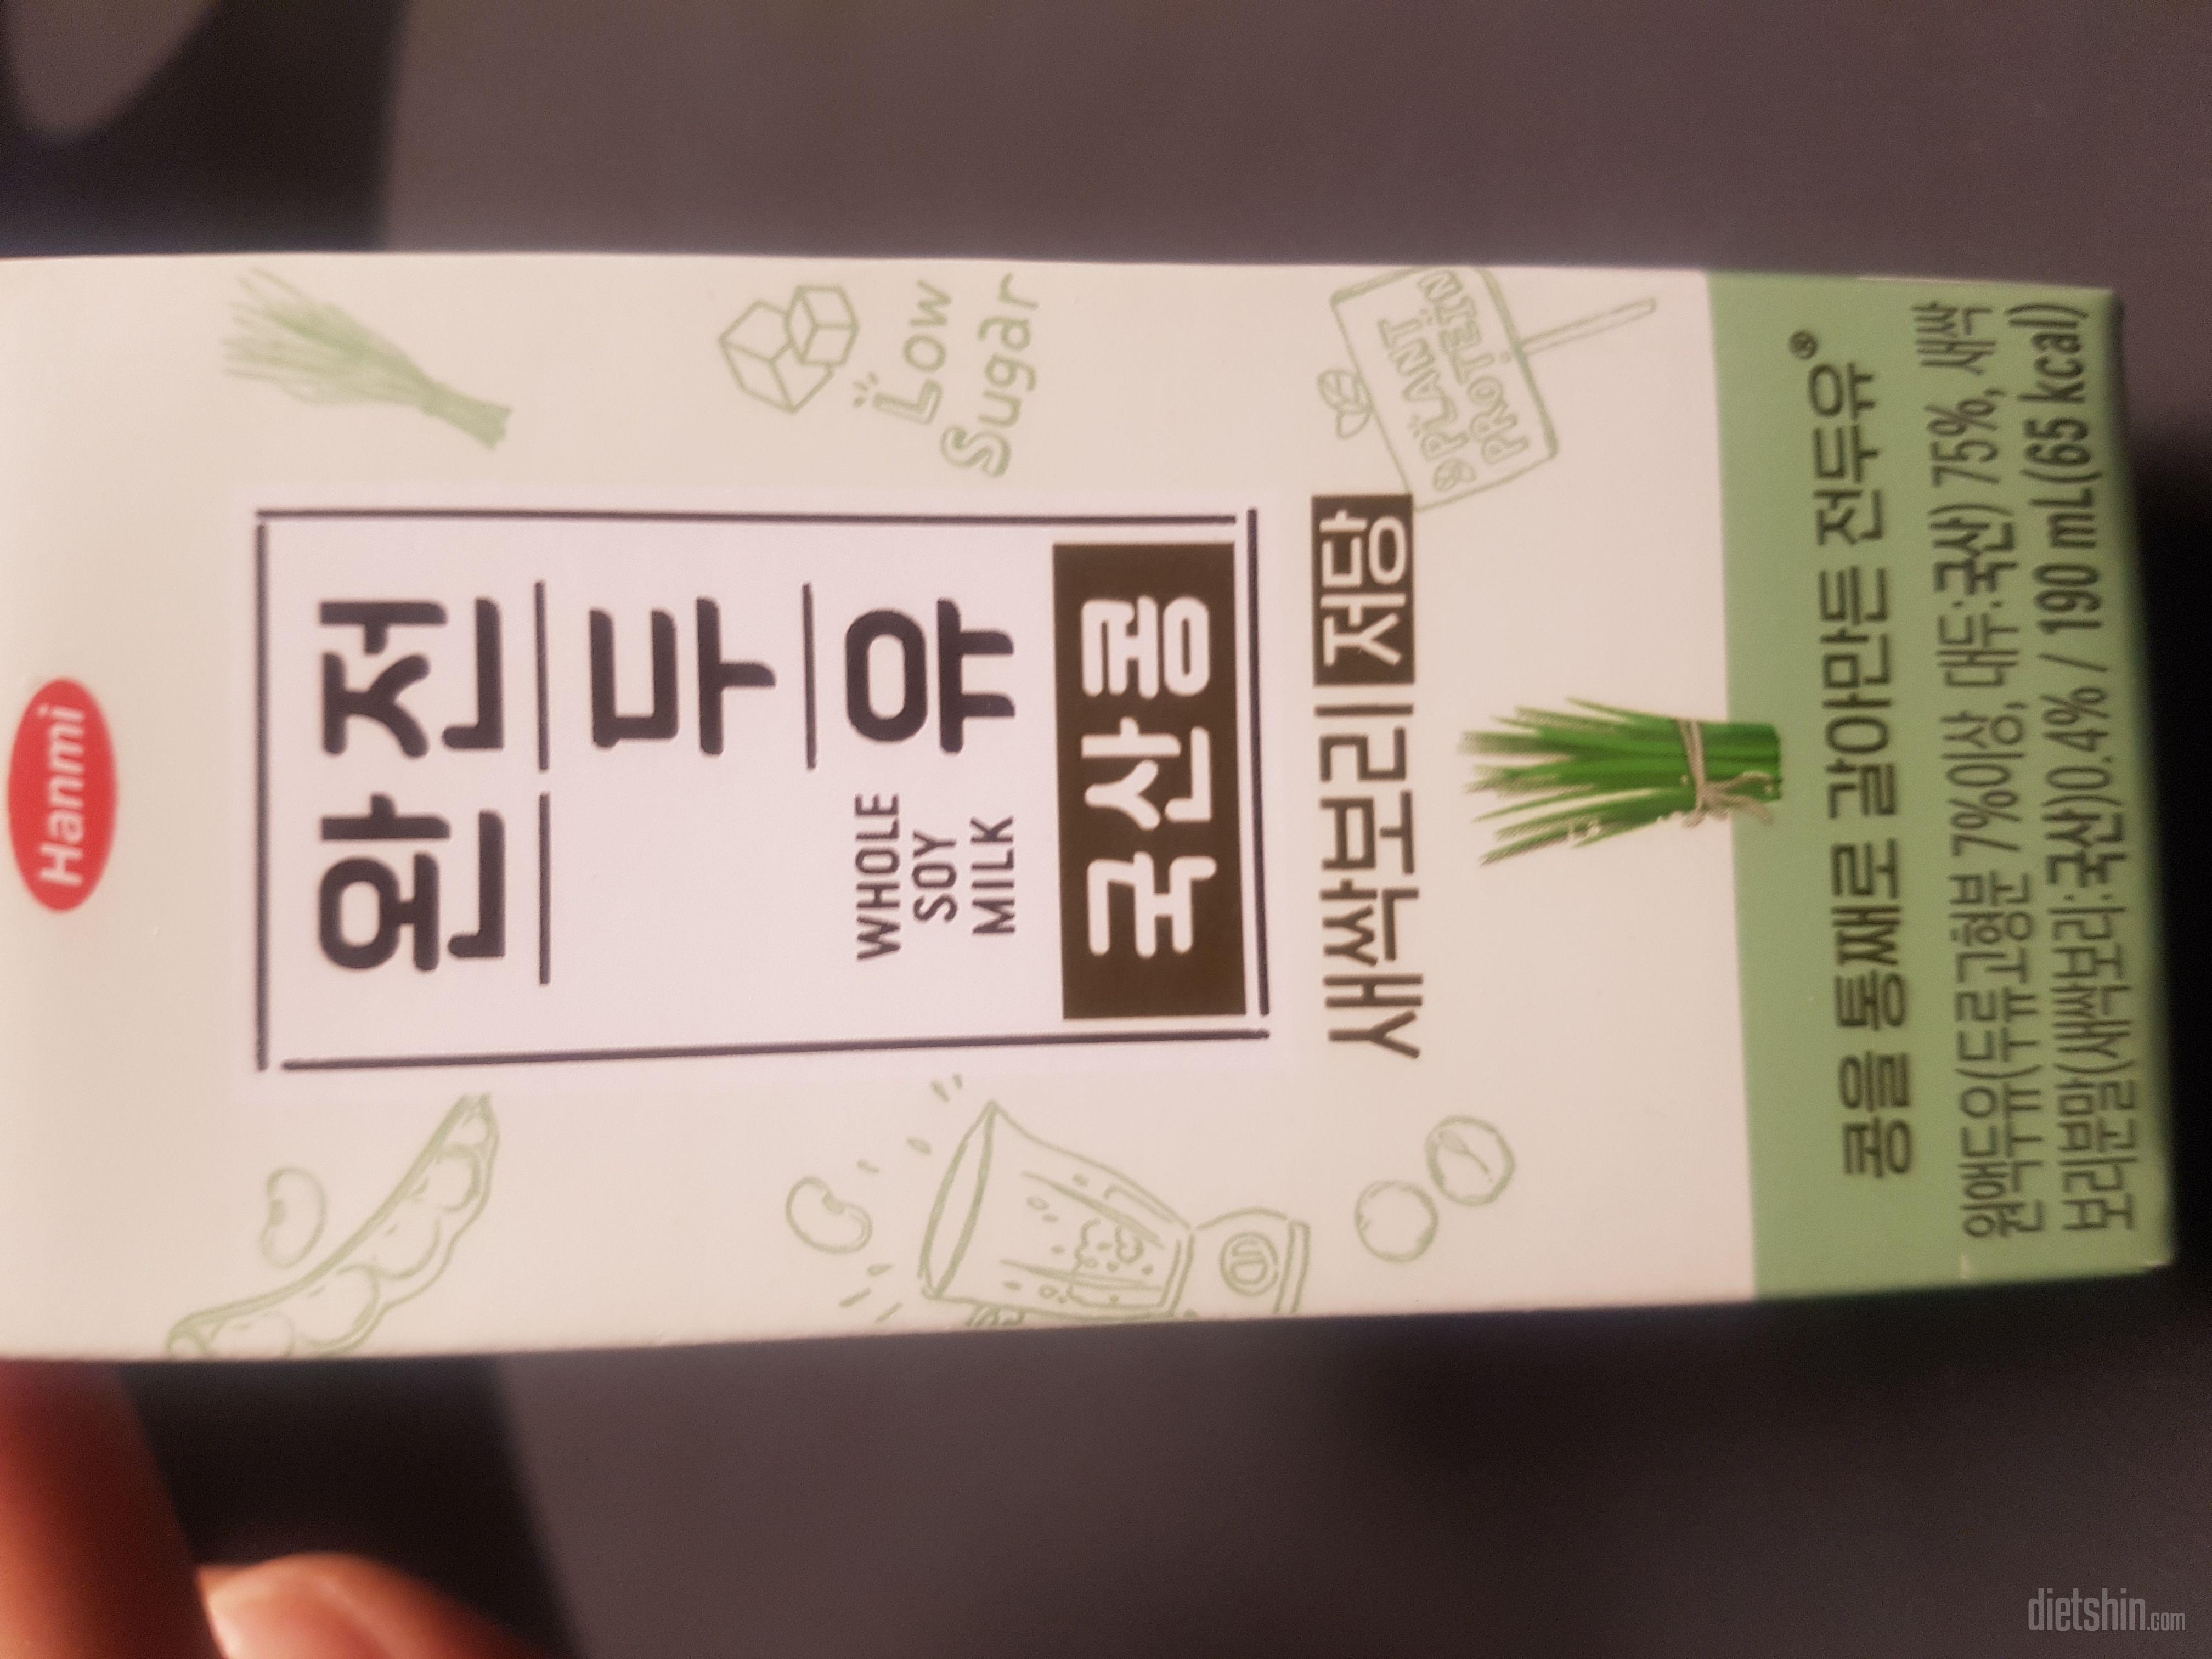 Hanmi
완전
두
유
WHOLE
SOY
MILK
국산콩
Low
Sugar
PLANT
PROTEIN
새싹보리 저당
콩을 통째로 갈아만든 전두유®
원액두유(두류고형분 7%이상, 대두:국산) 75%, 새싹
보리분말(새싹보리:국산)0.4% / 190 mL(65 kcal)
dietshin.com